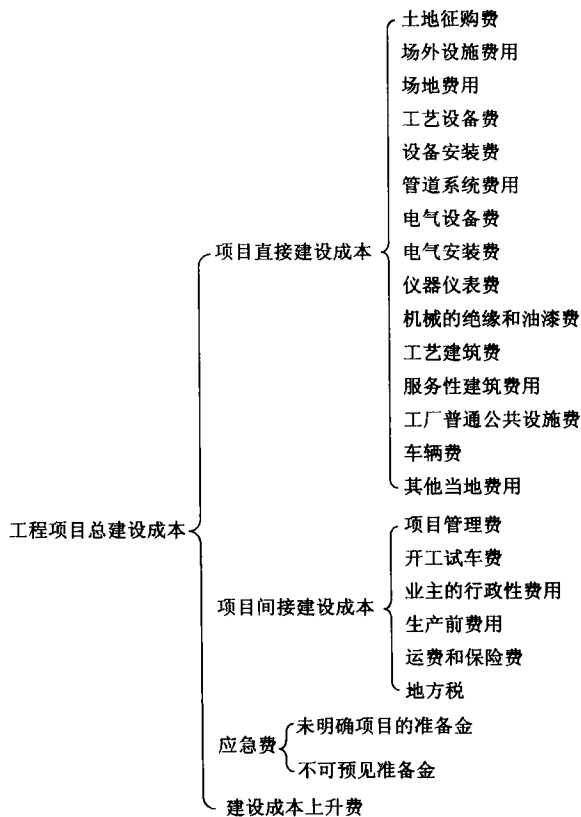 土地征购费
场外设施费用
场地费用
工艺设备费
设备安装费
管道系统费用
电气设备费
项目直接建设成本
电气安装费
仪器仪表费
机械的绝缘和油漆费
工艺建筑费
服务性建筑费用
工厂普通公共设施费
车辆费
其他当地费用
工程项目总建设成本
项目管理费
开工试车费
业主的行政性费用
项目间接建设成本
生产前费用
运费和保险费
地方税
未明确项目的准备金
应急费
不可预见准备金
建设成本上升费